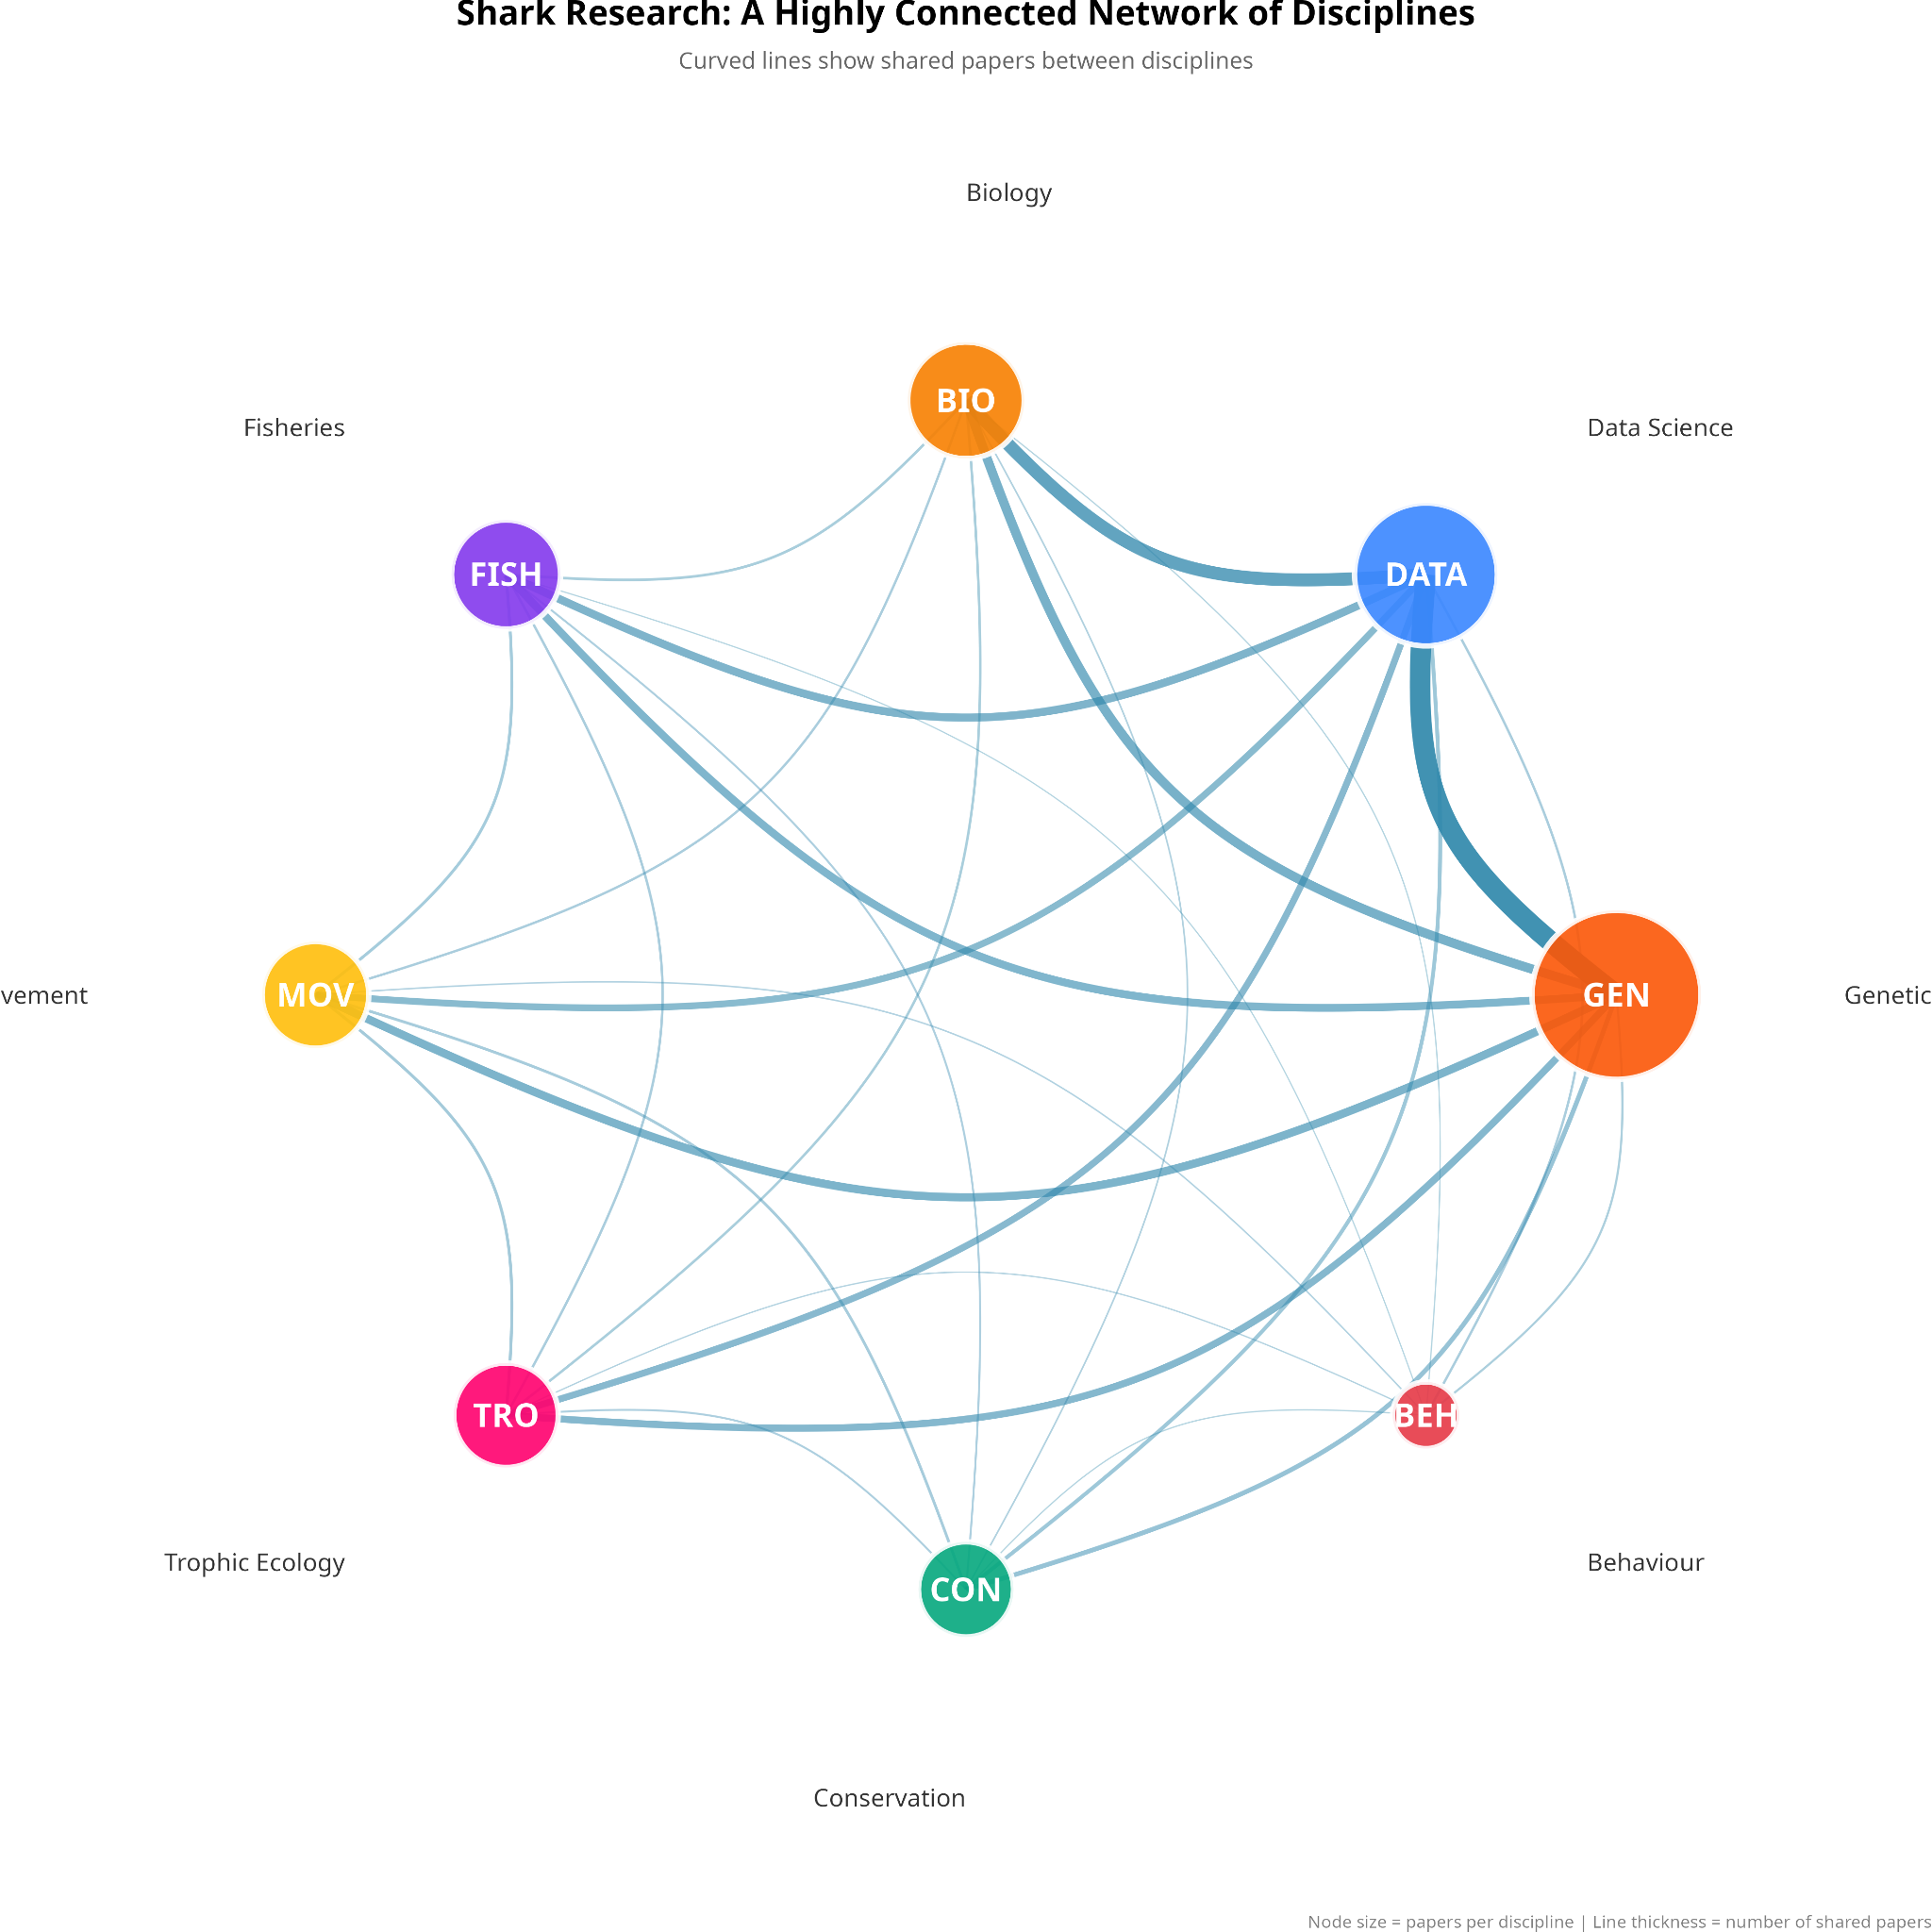 Shark Research: A Highly Connected Network of Disciplines
Curved lines show shared papers between disciplines
Biology
BIO
Fisheries
Data Science
FISH
DATA
vement
MOV
GEN
Genetic
TRO
BEH
Trophic Ecology
CON
Behaviour
Conservation
Node size = papers per discipline | Line thickness = number of shared papers